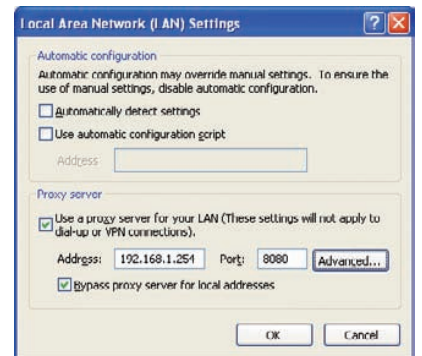 Local Area Network (LAN) Settings
Automatic configuration
Automatic configuration may override manual settings. To ensure the
use of manual settings, disable automatic configuration.
Automatically detect settings
Use automatic configuration script
Address
Proxy server
Use a proxy server for your LAN (These settings will not apply to
dial-up or VPN connections).
Address: 192.168.1.254 Port: 8080 Advanced...
Bypass proxy server for local addresses
OK Cancel